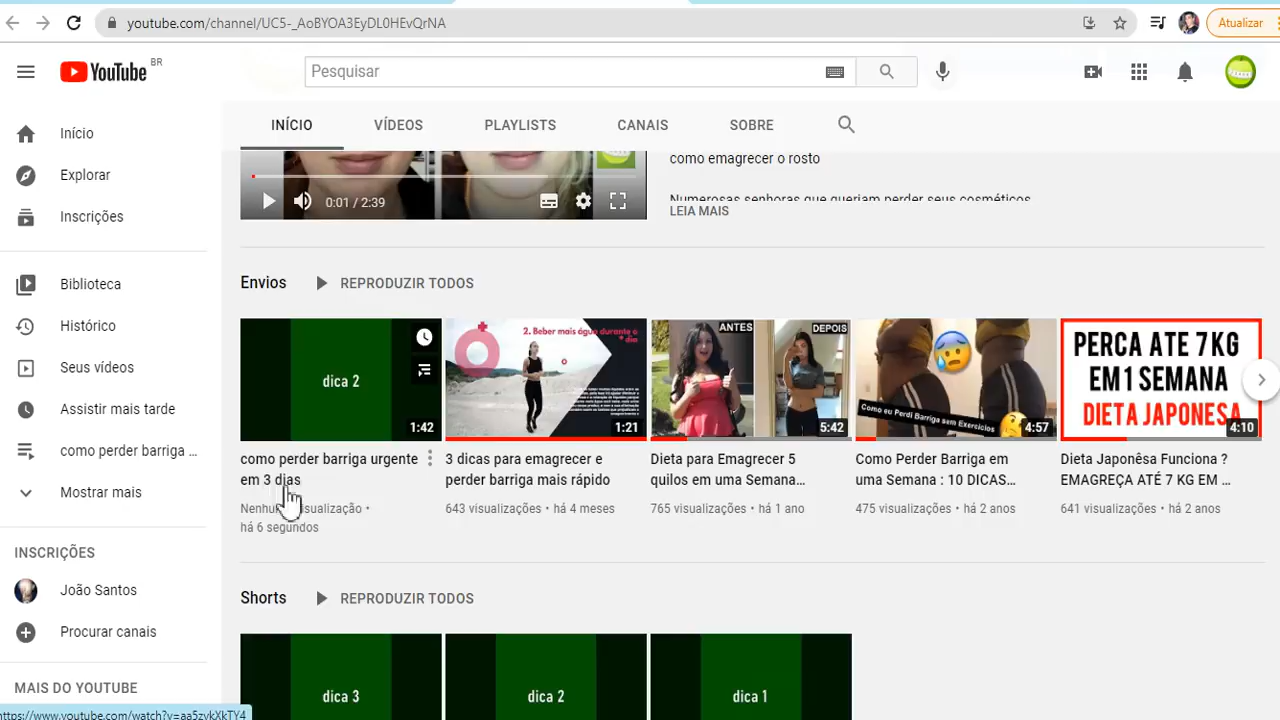 youtube.com/channel/UC5-_AoBYOA3EyDL0HEvQrNA
Atualizar
YouTube BR
Pesquisar
Início
Explorar
Inscrições
Biblioteca
Histórico
Seus vídeos
Assistir mais tarde
como perder barriga ...
Mostrar mais
INSCRIÇÕES
João Santos
Procurar canais
MAIS DO YOUTUBE
INÍCIO VÍDEOS PLAYLISTS CANAIS SOBRE
0:01 / 2:39
como emagrecer o rosto
Numerosas senhoras que queriam perder seus cosméticos
LEIA MAIS
Envios REPRODUZIR TODOS
dica 2
1:42
como perder barriga urgente
em 3 dias
há 6 segundos
2. Beber mais água durante o
dia
1:21
3 dicas para emagrecer e
perder barriga mais rápido
643 visualizações • há 4 meses
ANTES DEPOIS
5:42
Dieta para Emagrecer 5
quilos em uma Semana...
765 visualizações • há 1 ano
Como eu Perdi Barriga sem Exercicios
4:57
Como Perder Barriga em
uma Semana : 10 DICAS...
475 visualizações • há 2 anos
PERCA ATE 7 KG
EM 1 SEMANA
DIETA JAPONESA
4:10
Dieta Japonêsa Funciona ?
EMAGREÇA ATÉ 7 KG EM ...
641 visualizações • há 2 anos
Shorts REPRODUZIR TODOS
dica 3
dica 2
dica 1